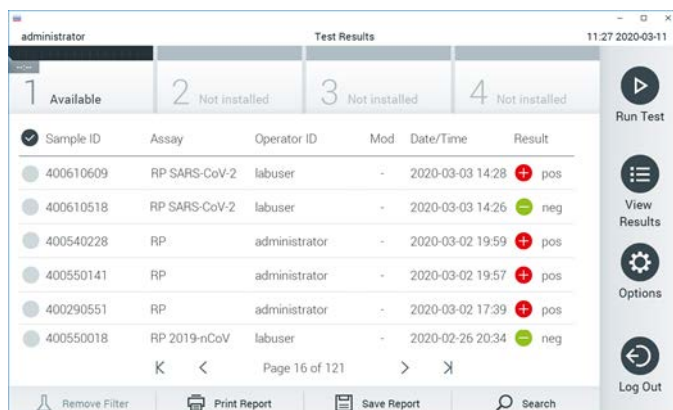 administrator Test Results 11:27 2020-03-11
1 Available 2 Not installed 3 Not installed 4 Not installed
Run Test
Sample ID Assay Operator ID Mod Date/Time Result
400610609 RP SARS-CoV-2 labuser - 2020-03-03 14:28 pos
400610518 RP SARS-CoV-2 labuser - 2020-03-03 14:26 neg
View
Results
400540228 RP administrator - 2020-03-02 19:59 pos
400550141 RP administrator - 2020-03-02 19:57 pos
Options
400290551 RP administrator - 2020-03-02 17:39 pos
400550018 RP 2019-nCoV labuser - 2020-02-26 20:34 neg
Page 16 of 121
Log Out
Remove Filter Print Report Save Report Search